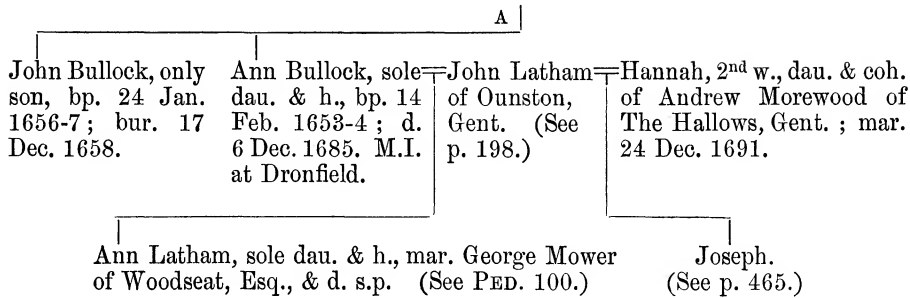 A
John Bullock, only
son, bp. 24 Jan.
1656-7 ; bur. 17
Dec. 1658.
Ann Bullock, sole
dau. & h., bp. 14
Feb. 1653-4 ; d.
6 Dec. 1685. M.I.
at Dronfield.
John Latham
of Ounston,
Gent. (See
p. 198.)
Hannah, 2nd w., dau. & coh.
of Andrew Morewood of
The Hallows, Gent. ; mar.
24 Dec. 1691.
Ann Latham, sole dau. & h., mar. George Mower
of Woodseat, Esq., & d. s.p. (See PED. 100.)
Joseph.
(See p. 465.)